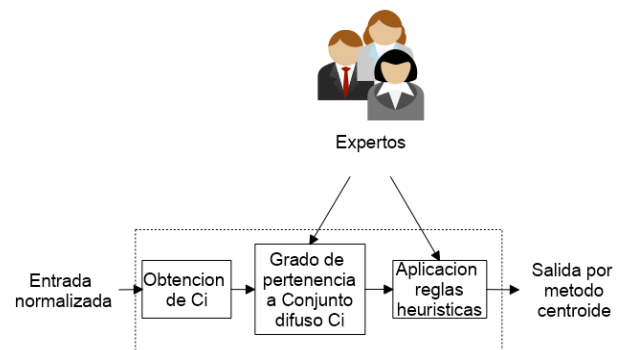 Expertos
Entrada
normalizada
Obtencion
de Ci
Grado de
pertenencia
a Conjunto
difuso Ci
Aplicacion
reglas
heuristicas
Salida por
metodo
centroide